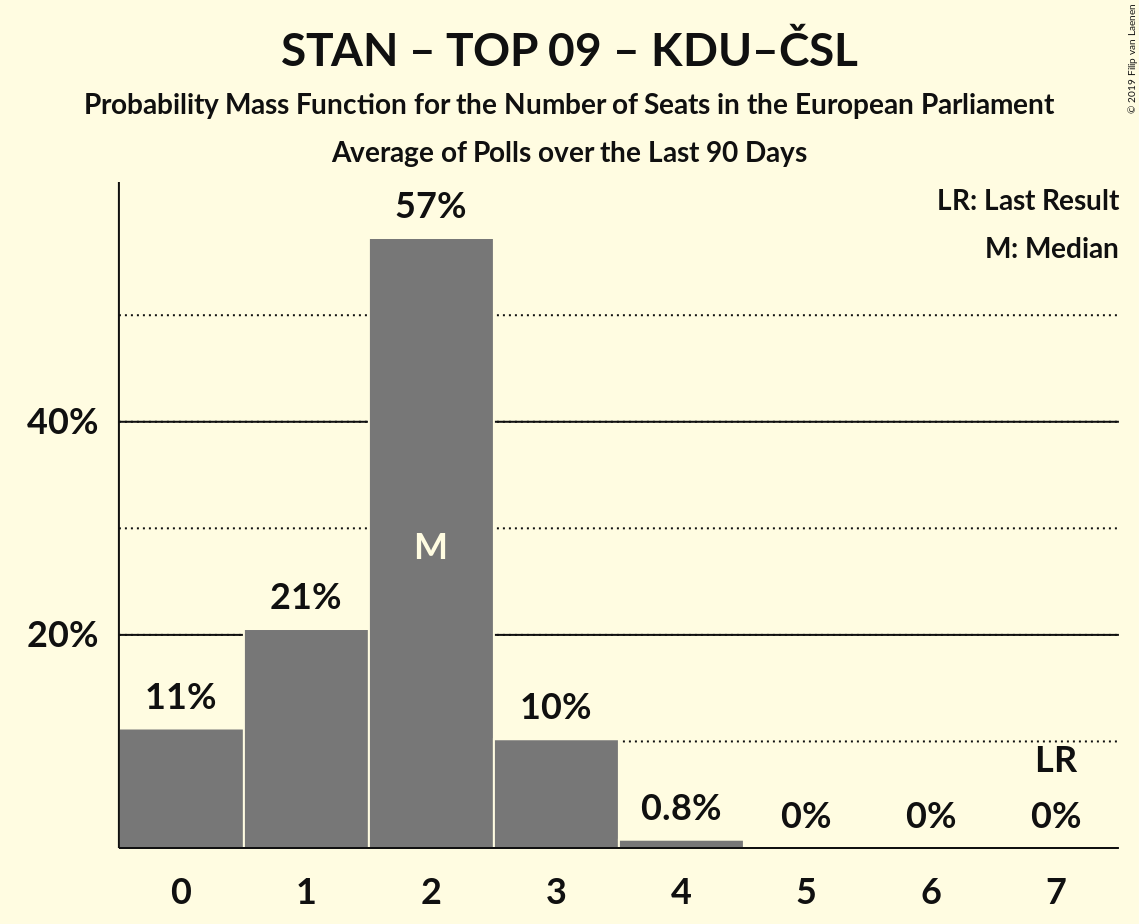 STAN – TOP 09 – KDU–ČSL
Probability Mass Function for the Number of Seats in the European Parliament
Average of Polls over the Last 90 Days
© 2019 Filip van Laenen
LR: Last Result
M: Median
57%
40%
M
21%
20%
11%
10%
LR
0.8%
0%
0%
0%
0 1 2 3 4 5 6 7